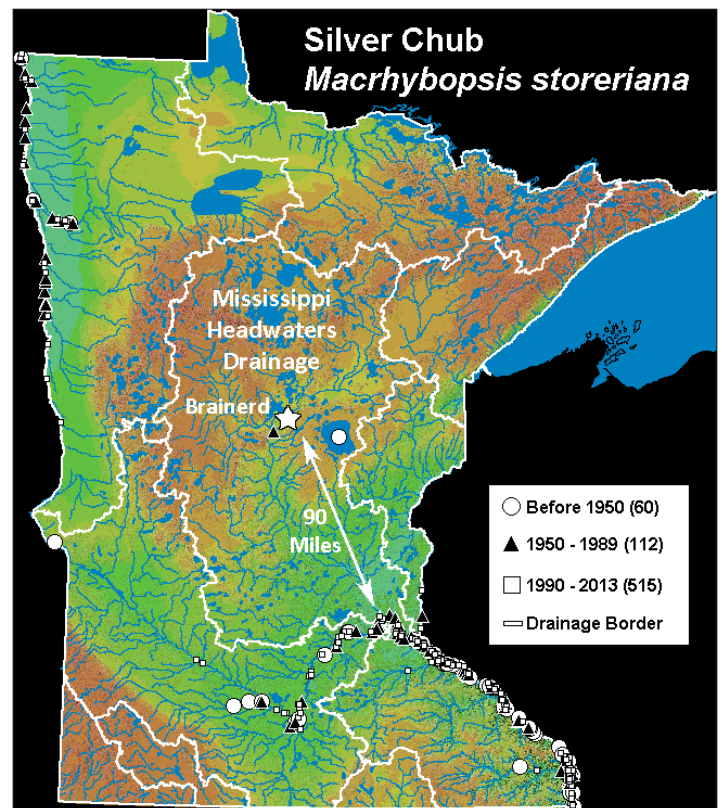 Silver Chub
Macrhybopsis storeriana
Mississippi
Headwaters
Drainage
Brainerd
90
Miles
Before 1950 (60)
1950 - 1989 (112)
1990 - 2013 (515)
Drainage Border